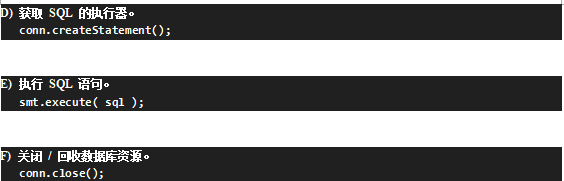 D) 获取 SQL 的执行器。
conn.createStatement();
E) 执行 SQL 语句。
smt.execute( sql );
F) 关闭 / 回收数据库资源。
conn.close();